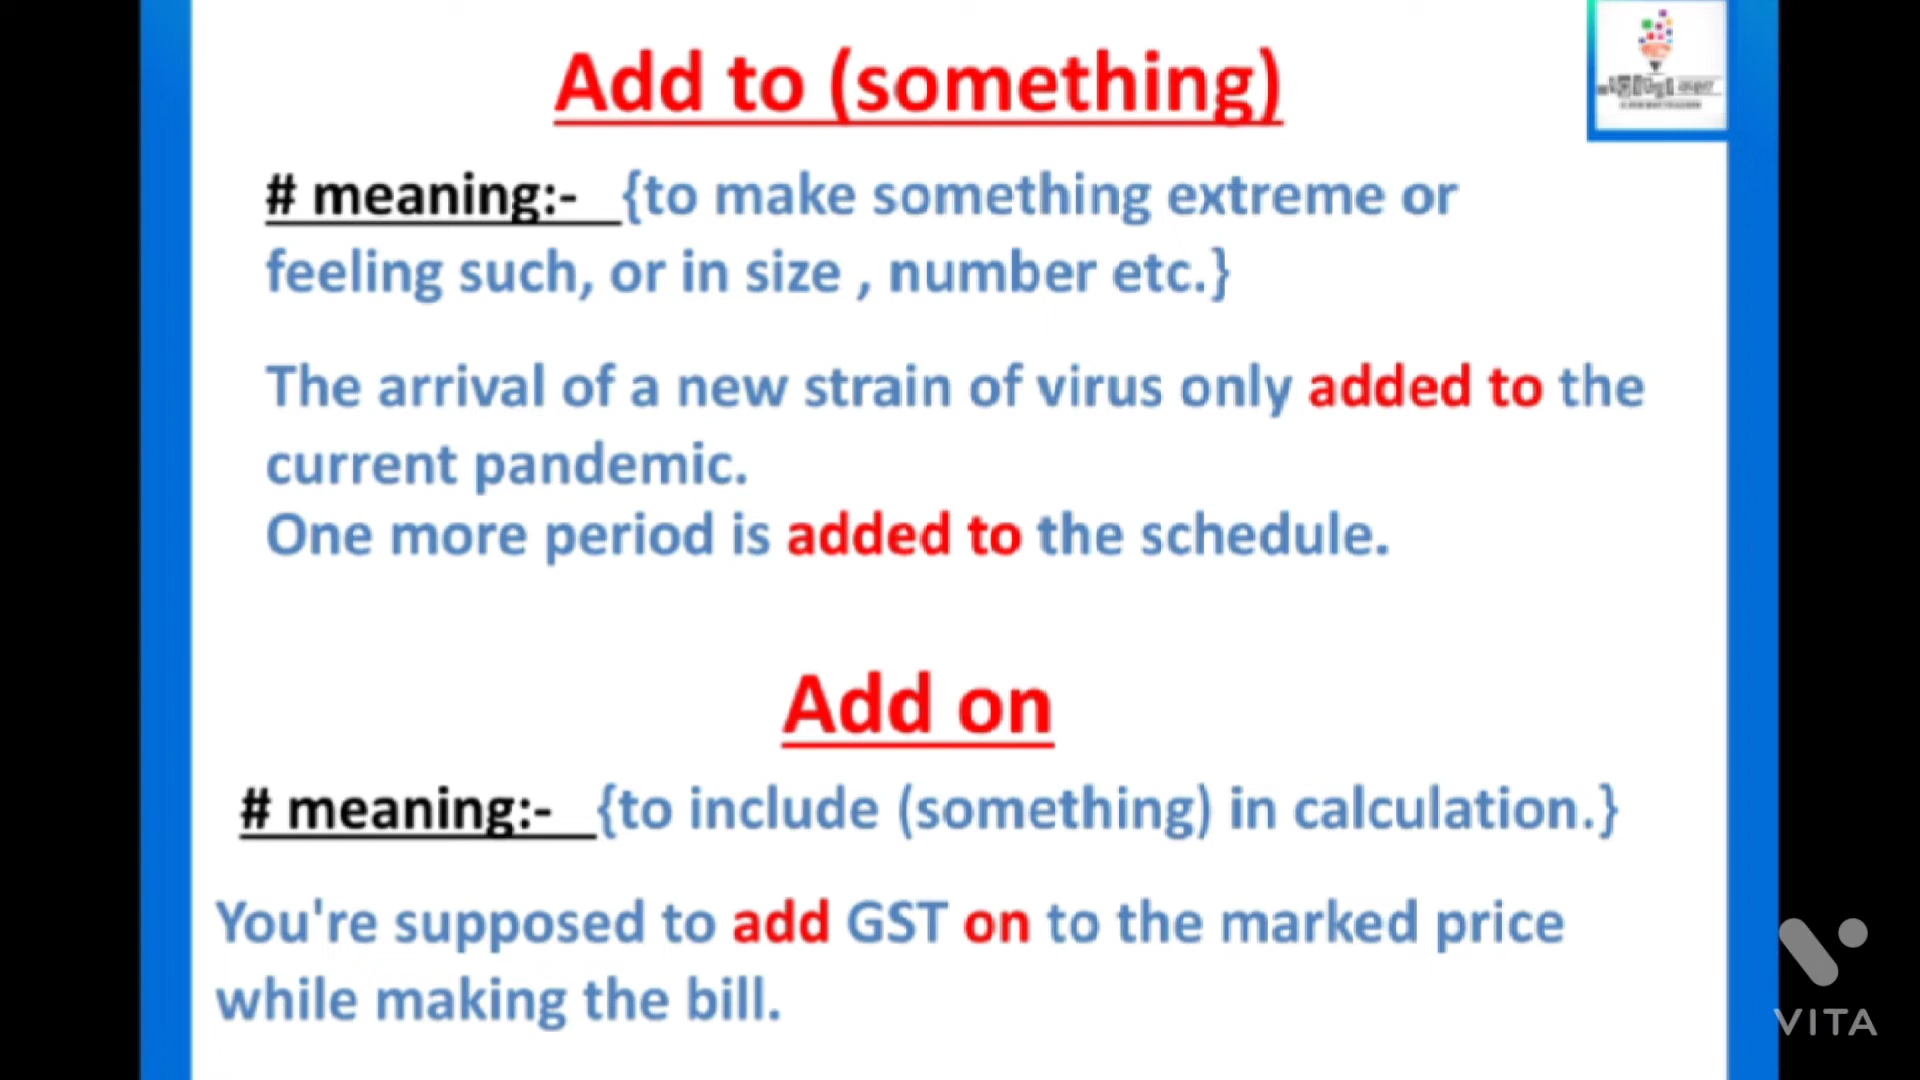 Add to (something)
# meaning:- {to make something extreme or
feeling such, or in size , number etc.}
The arrival of a new strain of virus only added to the
current pandemic.
One more period is added to the schedule.
Add on
# meaning:- {to include (something) in calculation.}
You're supposed to add GST on to the marked price
while making the bill.
VITA